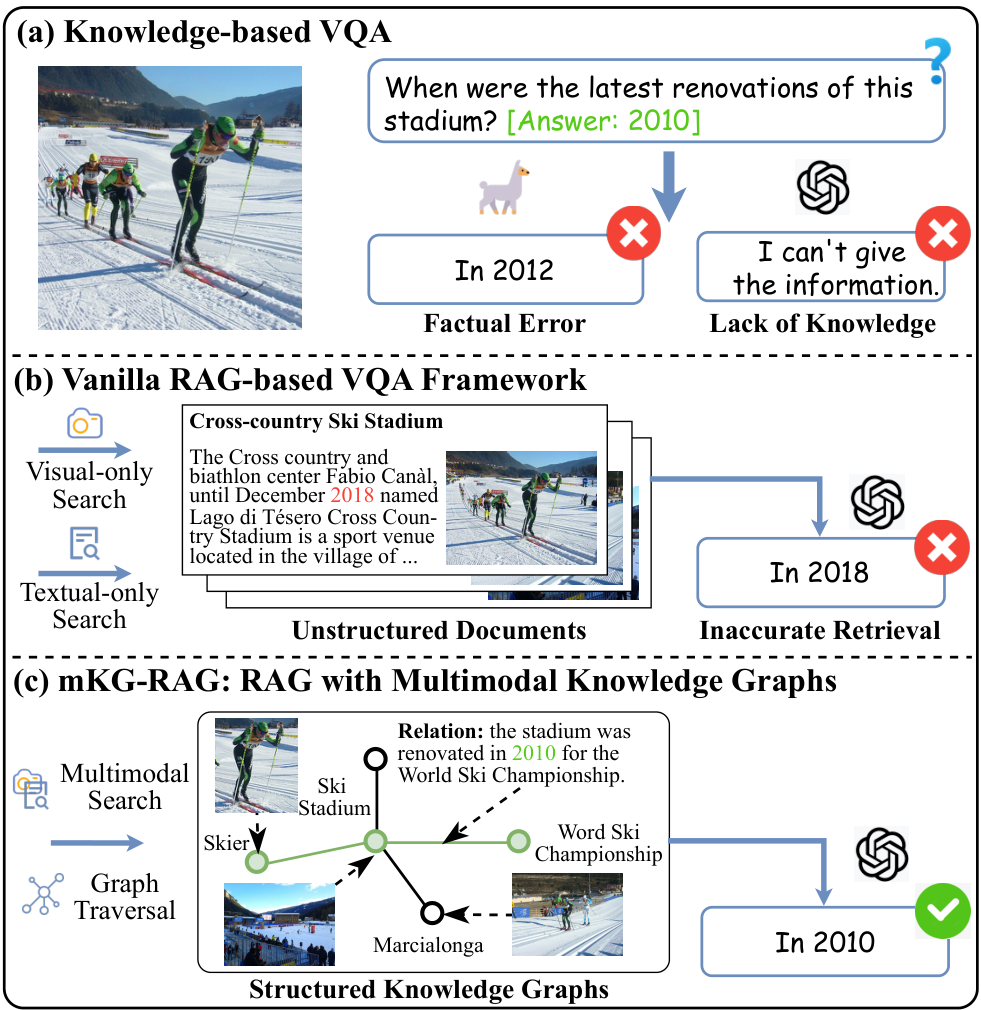 (a) Knowledge-based VQA
?
When were the latest renovations of this
stadium? [Answer: 2010]
In 2012
I can't give
the information.
Factual Error
Lack of Knowledge
(b) Vanilla RAG-based VQA Framework
Visual-only
Search
Textual-only
Search
Cross-country Ski Stadium
The Cross country and
biathlon center Fabio Canàl,
until December 2018 named
Lago di Tésero Cross Coun-
try Stadium is a sport venue
located in the village of ...
In 2018
Unstructured Documents
Inaccurate Retrieval
(c) mKG-RAG: RAG with Multimodal Knowledge Graphs
Multimodal
Search
Graph
Traversal
Relation: the stadium was
renovated in 2010 for the
World Ski Championship.
Ski
Stadium
Skier
Word Ski
Championship
Marcialonga
In 2010
Structured Knowledge Graphs